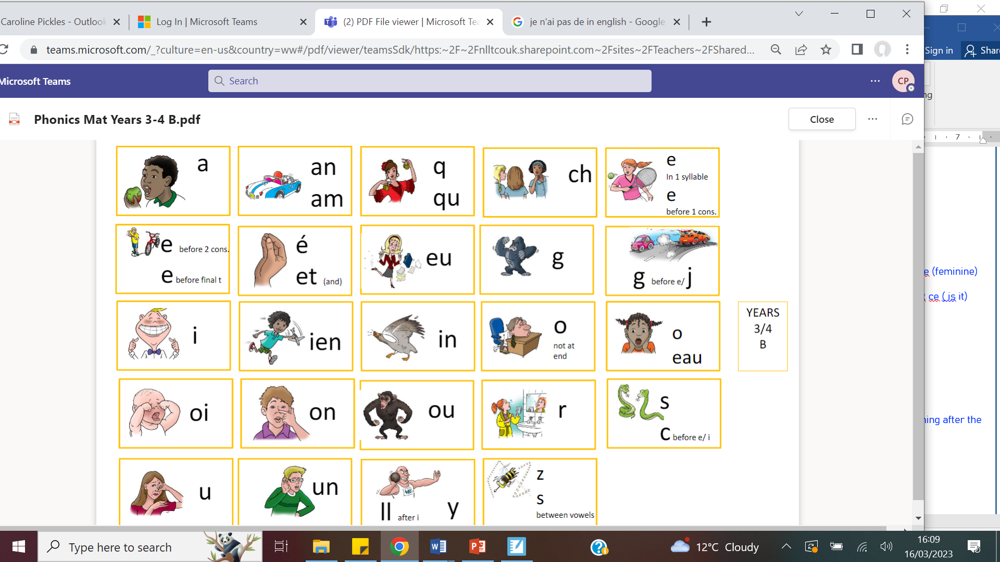 Caroline Pickles - Outlook
Log In | Microsoft Teams
(2) PDF File viewer | Microsoft Tea
je n'ai pas de in english - Google
teams.microsoft.com/_?culture=en-us&country=ww#/pdf/viewer/teamsSdk/https:~2F~2Fnlltcouk.sharepoint.com~2Fsites~2FTeachers~2FShared...
Sign in
Shar
Microsoft Teams
Search
CP
ng
Phonics Mat Years 3-4 B.pdf
Close
7
a
an
am
q
qu
ch
e
In 1 syllable
e
before 1 cons.
e before 2 cons.
e before final t
é
et (and)
eu
g
g before e/ j
e (feminine)
ce ( is it)
i
ien
in
o
not at
end
o
eau
YEARS
3/4
B
oi
on
ou
r
s
c before e/ i
ning after the
u
un
ll after i y
z
s
between vowels
Type here to search
12°C Cloudy
16:09
16/03/2023